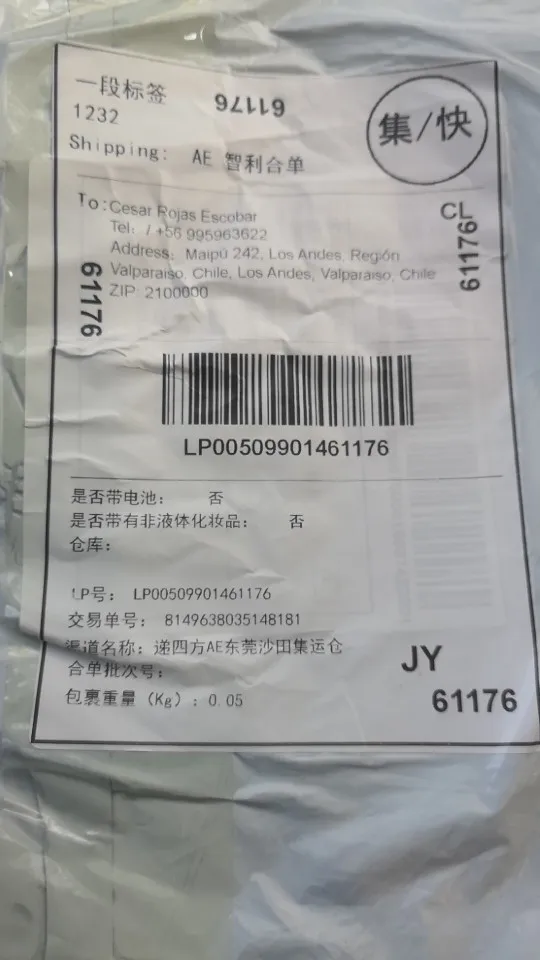 一段标签
61176
1232
集/快
Shipping: AE 智利合单
To: Cesar Rojas Escobar
CL
Tel: / +56 995963622
Address: Maipú 242, Los Andes, Región
Valparaiso, Chile, Los Andes, Valparaiso, Chile
ZIP: 2100000
61176
61176
LP00509901461176
是否带电池: 否
是否带有非液体化妆品: 否
仓库:
LP号: LP00509901461176
交易单号: 8149638035148181
渠道名称: 递四方AE东莞沙田集运仓
合单批次号:
JY
包裹重量 (Kg) : 0.05
61176